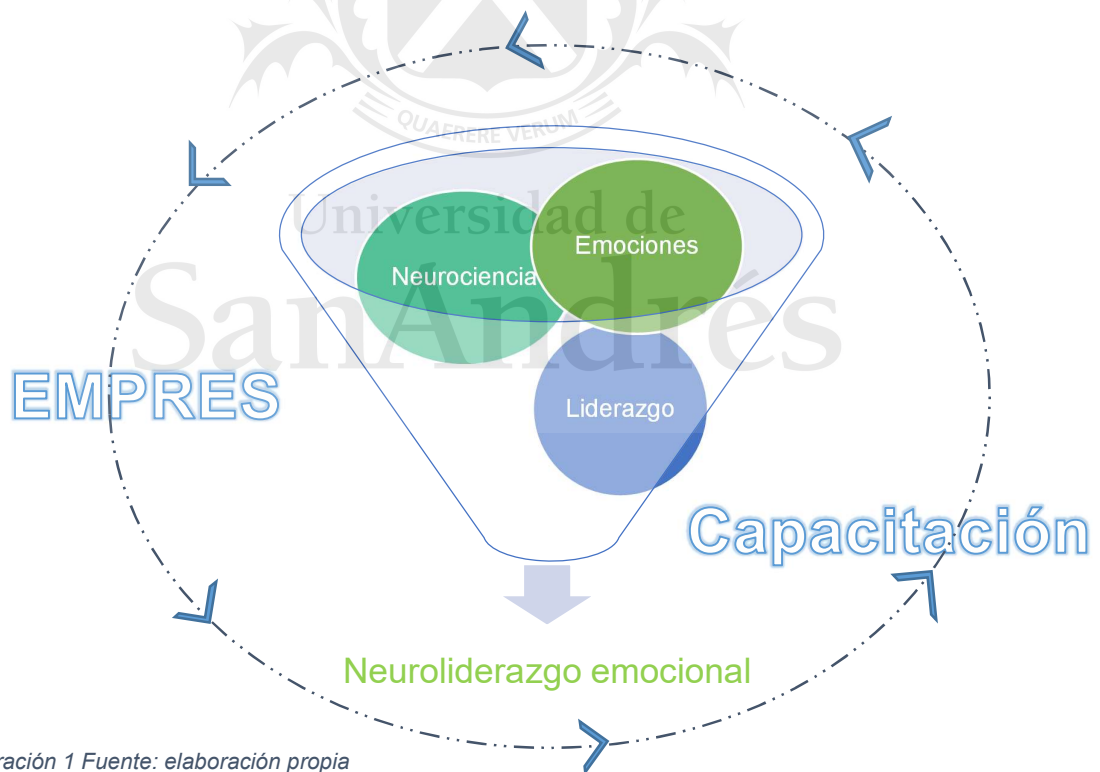 QUAERERE VERUM
Universidad de
SanAndrés
Emociones
Neurociencia
Liderazgo
EMPRES
Capacitación
Neuroliderazgo emocional
ración 1 Fuente: elaboración propia